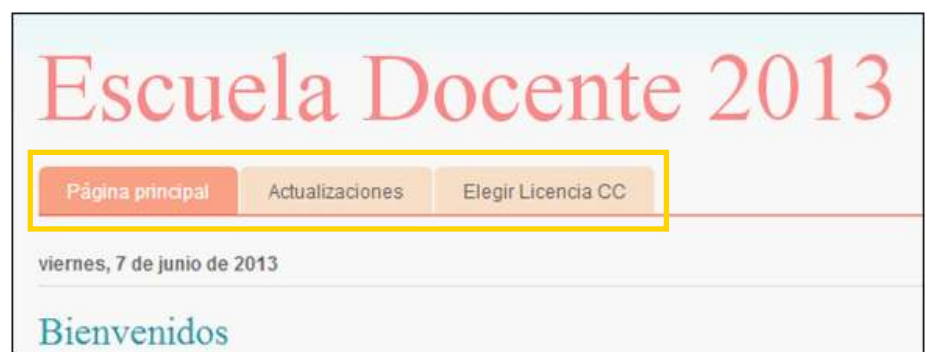 Escuela Docente 2013
Página principal Actualizaciones Elegir Licencia CC
viernes, 7 de junio de 2013
Bienvenidos